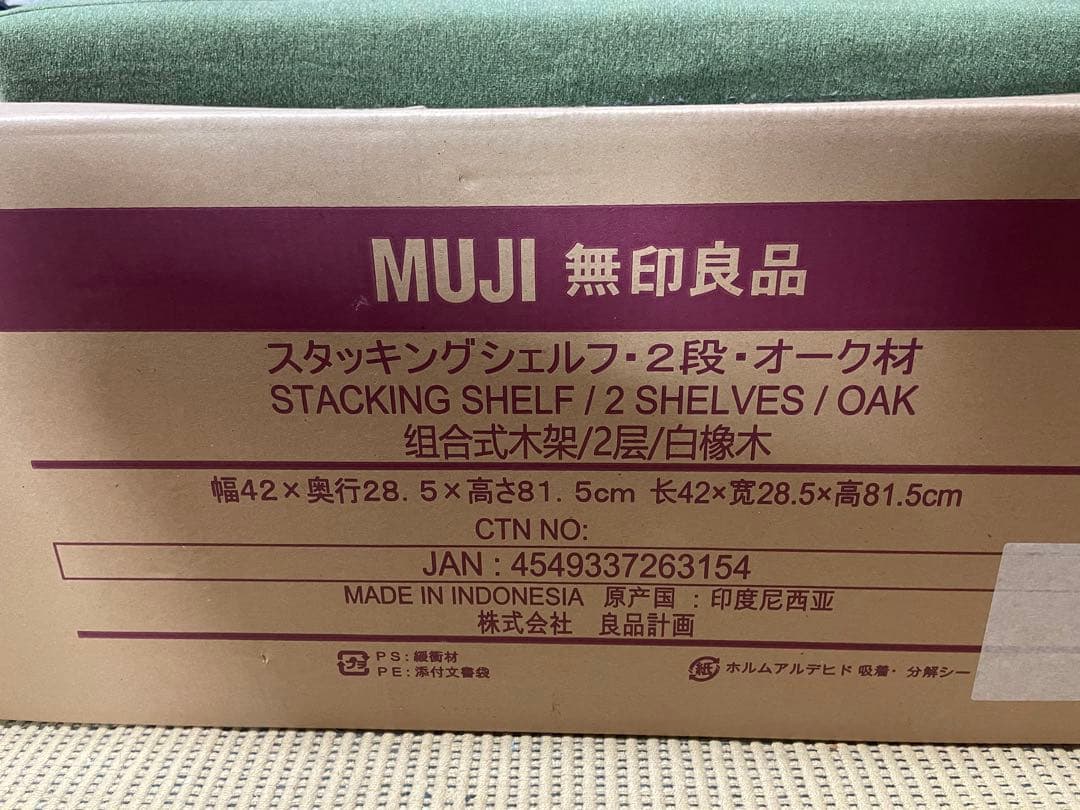 MUJI 無印良品
スタッキングシェルフ・2段・オーク材
STACKING SHELF / 2 SHELVES / OAK
组合式木架/2层/白橡木
幅42×奥行28.5×高さ81.5cm 长42×宽28.5×高81.5cm
CTN NO:
JAN : 4549337263154
MADE IN INDONESIA 原产国 : 印度尼西亚
株式会社 良品計画
プラ PS:緩衝材
PE:添付文書袋
紙 ホルムアルデヒド 吸着・分解シー